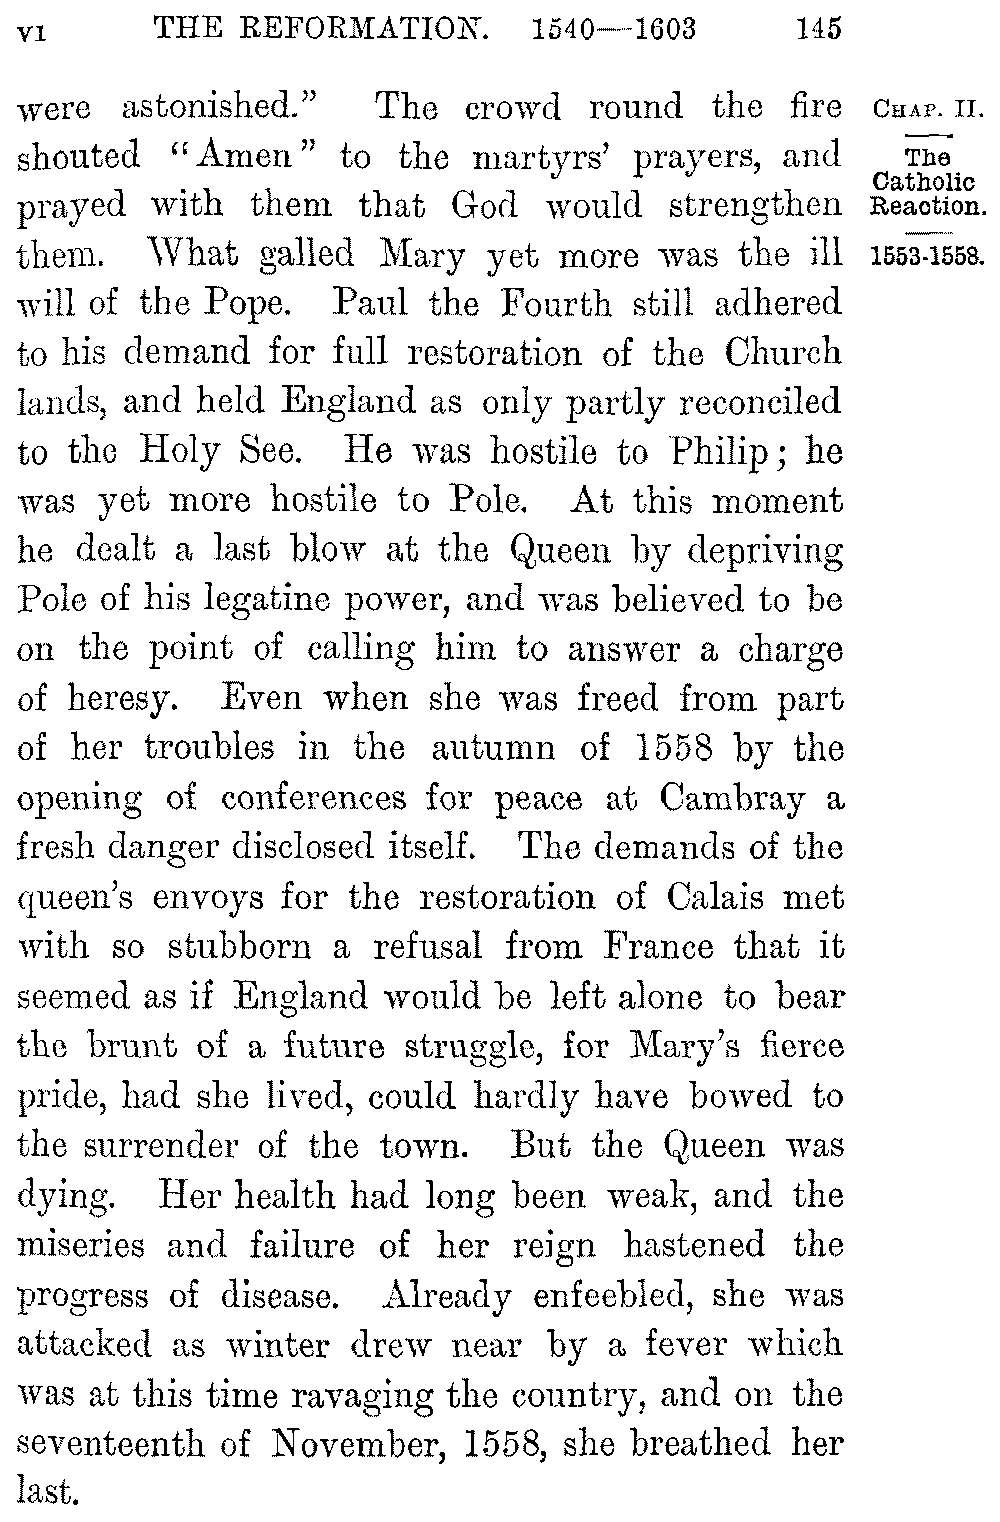 VI THE REFORMATION. 1540—1603 145
were astonished.” The crowd round the fire
shouted “Amen” to the martyrs’ prayers, and
prayed with them that God would strengthen
them. What galled Mary yet more was the ill
will of the Pope. Paul the Fourth still adhered
to his demand for full restoration of the Church
lands, and held England as only partly reconciled
to the Holy See. He was hostile to Philip; he
was yet more hostile to Pole. At this moment
he dealt a last blow at the Queen by depriving
Pole of his legatine power, and was believed to be
on the point of calling him to answer a charge
of heresy. Even when she was freed from part
of her troubles in the autumn of 1558 by the
opening of conferences for peace at Cambray a
fresh danger disclosed itself. The demands of the
queen’s envoys for the restoration of Calais met
with so stubborn a refusal from France that it
seemed as if England would be left alone to bear
the brunt of a future struggle, for Mary’s fierce
pride, had she lived, could hardly have bowed to
the surrender of the town. But the Queen was
dying. Her health had long been weak, and the
miseries and failure of her reign hastened the
progress of disease. Already enfeebled, she was
attacked as winter drew near by a fever which
was at this time ravaging the country, and on the
seventeenth of November, 1558, she breathed her
last.
CHAP. II.
The
Catholic
Reaction.
1553-1558.